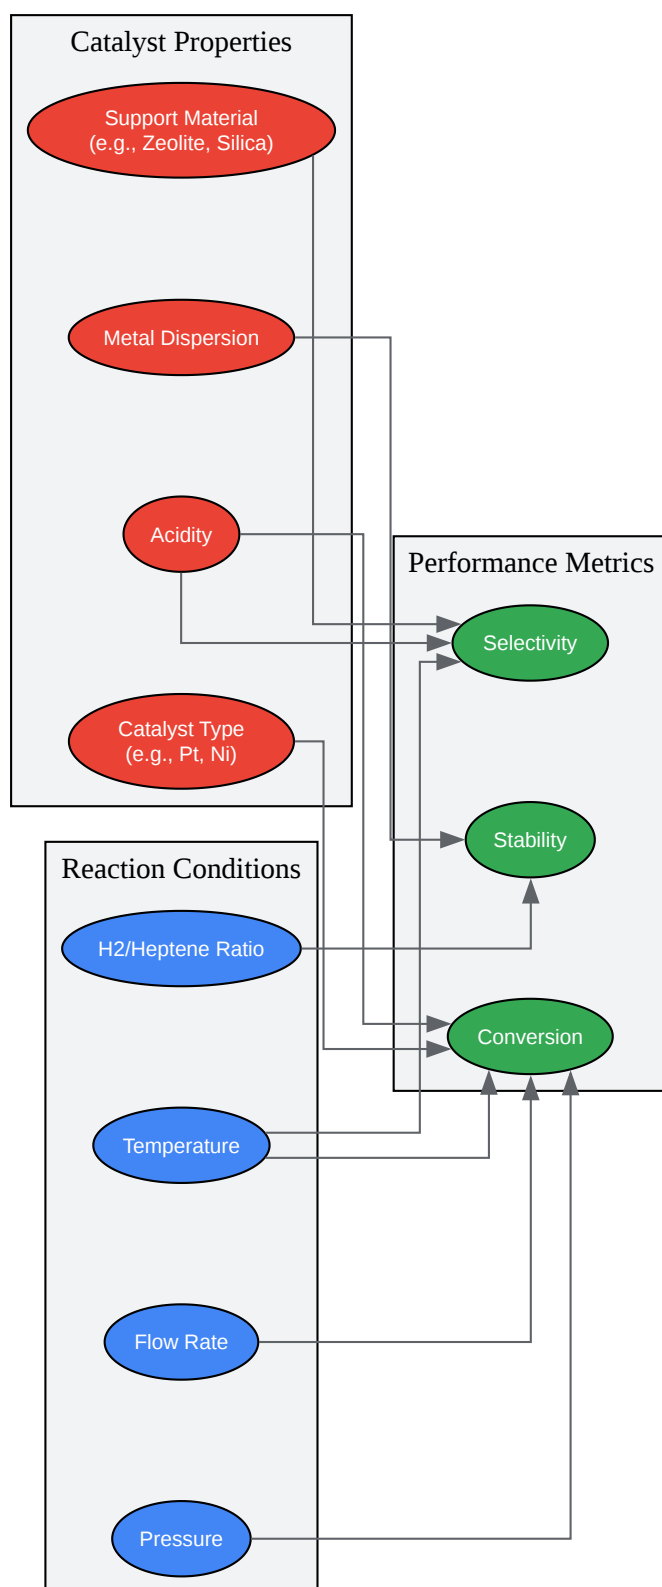 Catalyst Properties
Support Material
(e.g., Zeolite, Silica)
Metal Dispersion
Acidity
Catalyst Type
(e.g., Pt, Ni)
Performance Metrics
Selectivity
Stability
Conversion
Reaction Conditions
H2/Heptene Ratio
Temperature
Flow Rate
Pressure